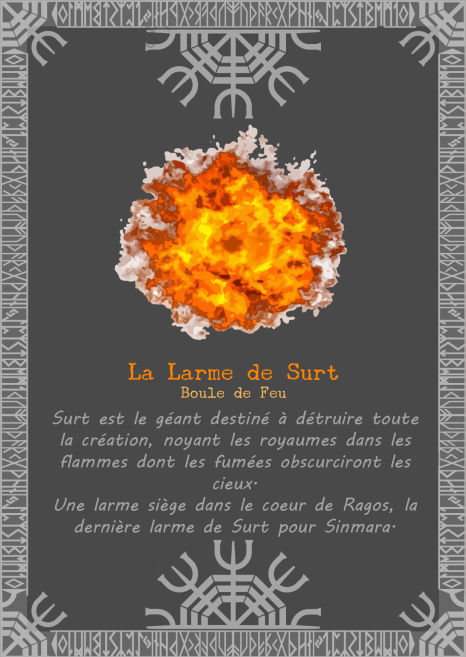 La Larme de Surt
Boule de Feu
Surt est le géant destiné à détruire toute
la création, noyant les royaumes dans les
flammes dont les fumées obscurciront les
cieux.
Une larme siège dans le coeur de Ragos, la
dernière larme de Surt pour Sinmara.